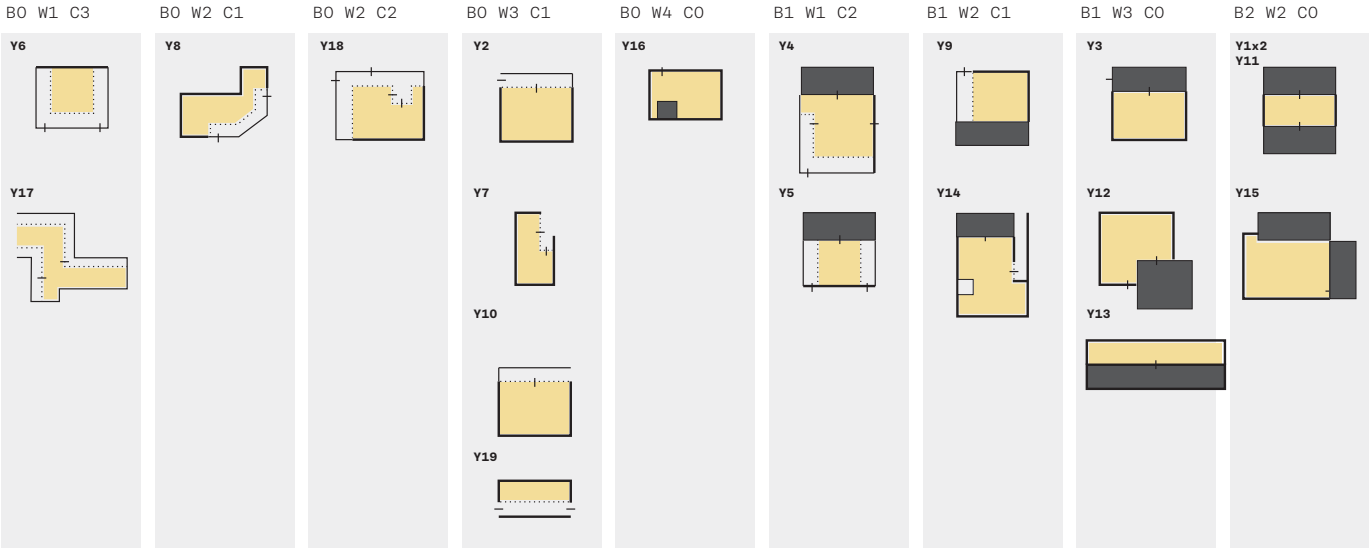 B0 W1 C3
B0 W2 C1
B0 W2 C2
B0 W3 C1
B0 W4 C0
B1 W1 C2
B1 W2 C1
B1 W3 C0
B2 W2 C0
Y6
Y8
Y18
Y2
Y16
Y4
Y9
Y3
Y1x2
Y11
Y17
Y7
Y5
Y14
Y12
Y15
Y10
Y13
Y19